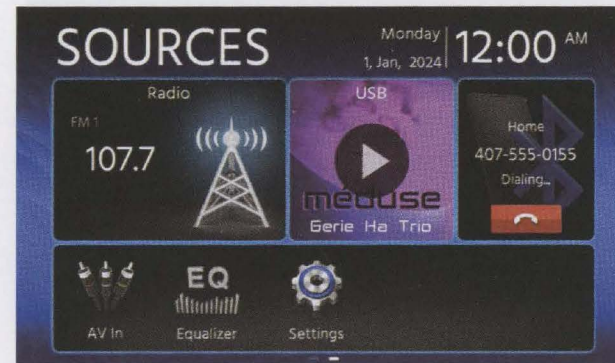 SOURCES
Monday
1, Jan, 2024
12:00 AM
Radio
FM 1
107.7
USB
méduse
Gerie Ha Trio
Home
407-555-0155
Dialing...
AV In
EQ
Equalizer
Settings